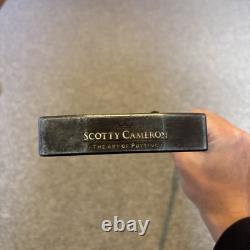 SCOTTY CAMERON
- THE ART OF PUTTING -
ebay